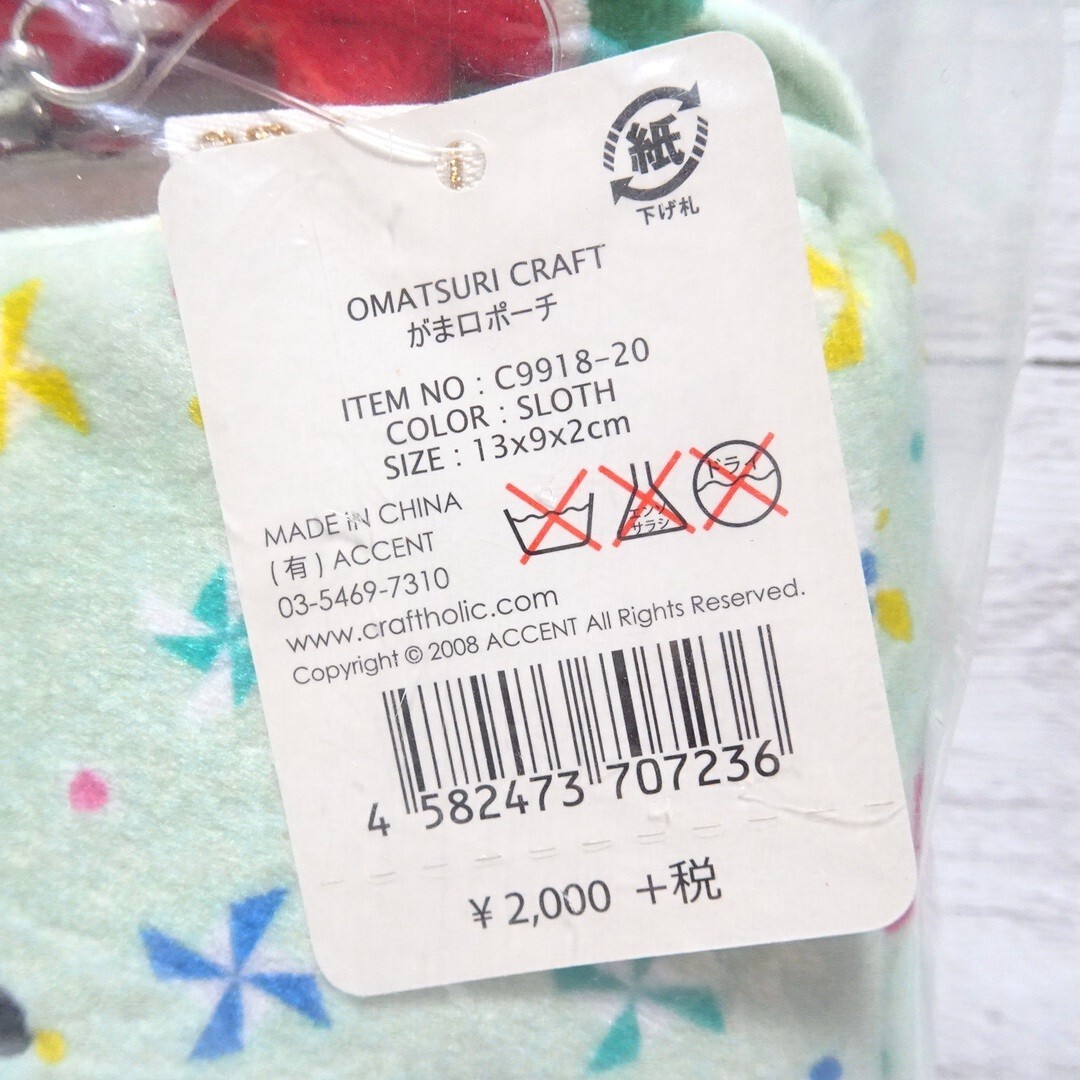 紙
下げ札
OMATSURI CRAFT
がま口ポーチ
ITEM NO : C9918-20
COLOR : SLOTH
SIZE : 13x9x2cm
エンソ
サラシ
ドライ
MADE IN CHINA
(有) ACCENT
03-5469-7310
www.craftholic.com
Copyright © 2008 ACCENT All Rights Reserved.
4 582473 707236
¥ 2,000 +税